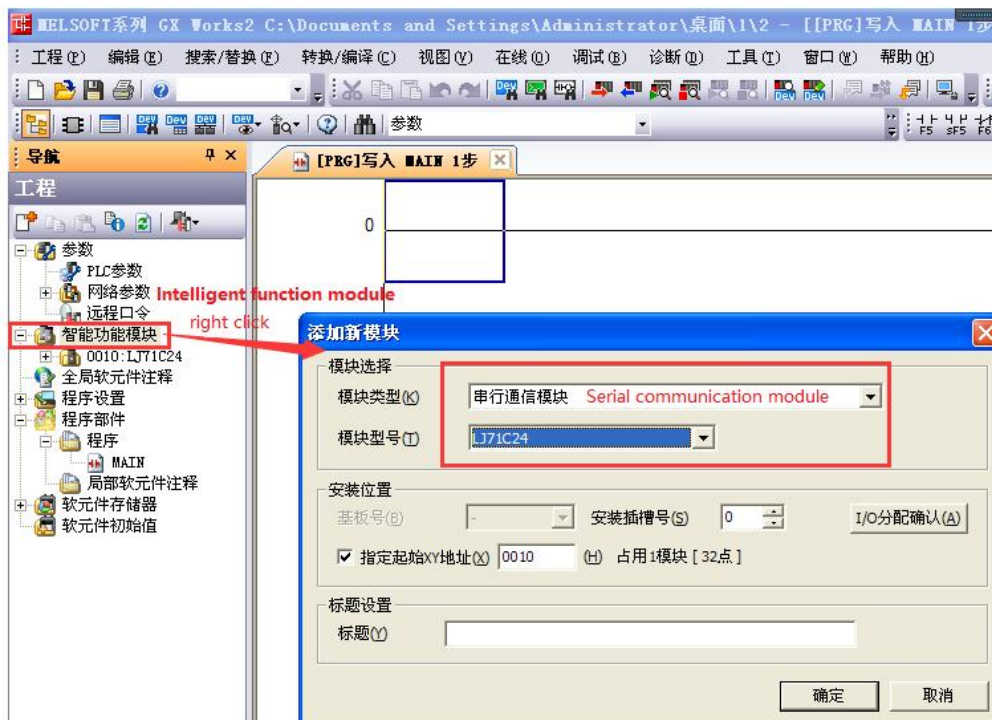 MELSOFT系列 GX Works2 C:\Documents and Settings\Administrator\桌面\1\2 - [[PRG]写入 MAIN 1步
工程(P) 编辑(E) 搜索/替换(F) 转换/编译(C) 视图(V) 在线(O) 调试(B) 诊断(D) 工具(T) 窗口(W) 帮助(H)
参数
F5 sF5 F6
导航
[PRG]写入 MAIN 1步
工程
0
参数
PLC参数
网络参数
Intelligent function module
远程口令
right click
智能功能模块
0010:LJ71C24
全局软元件注释
程序设置
程序部件
程序
MAIN
局部软元件注释
软元件存储器
软元件初始值
添加新模块
模块选择
模块类型(K) 串行通信模块 Serial communication module
模块型号(T) LJ71C24
安装位置
基板号(B) - 安装插槽号(S) 0 I/O分配确认(A)
指定起始XY地址(X) 0010 (H) 占用1模块 [ 32点 ]
标题设置
标题(Y)
确定 取消